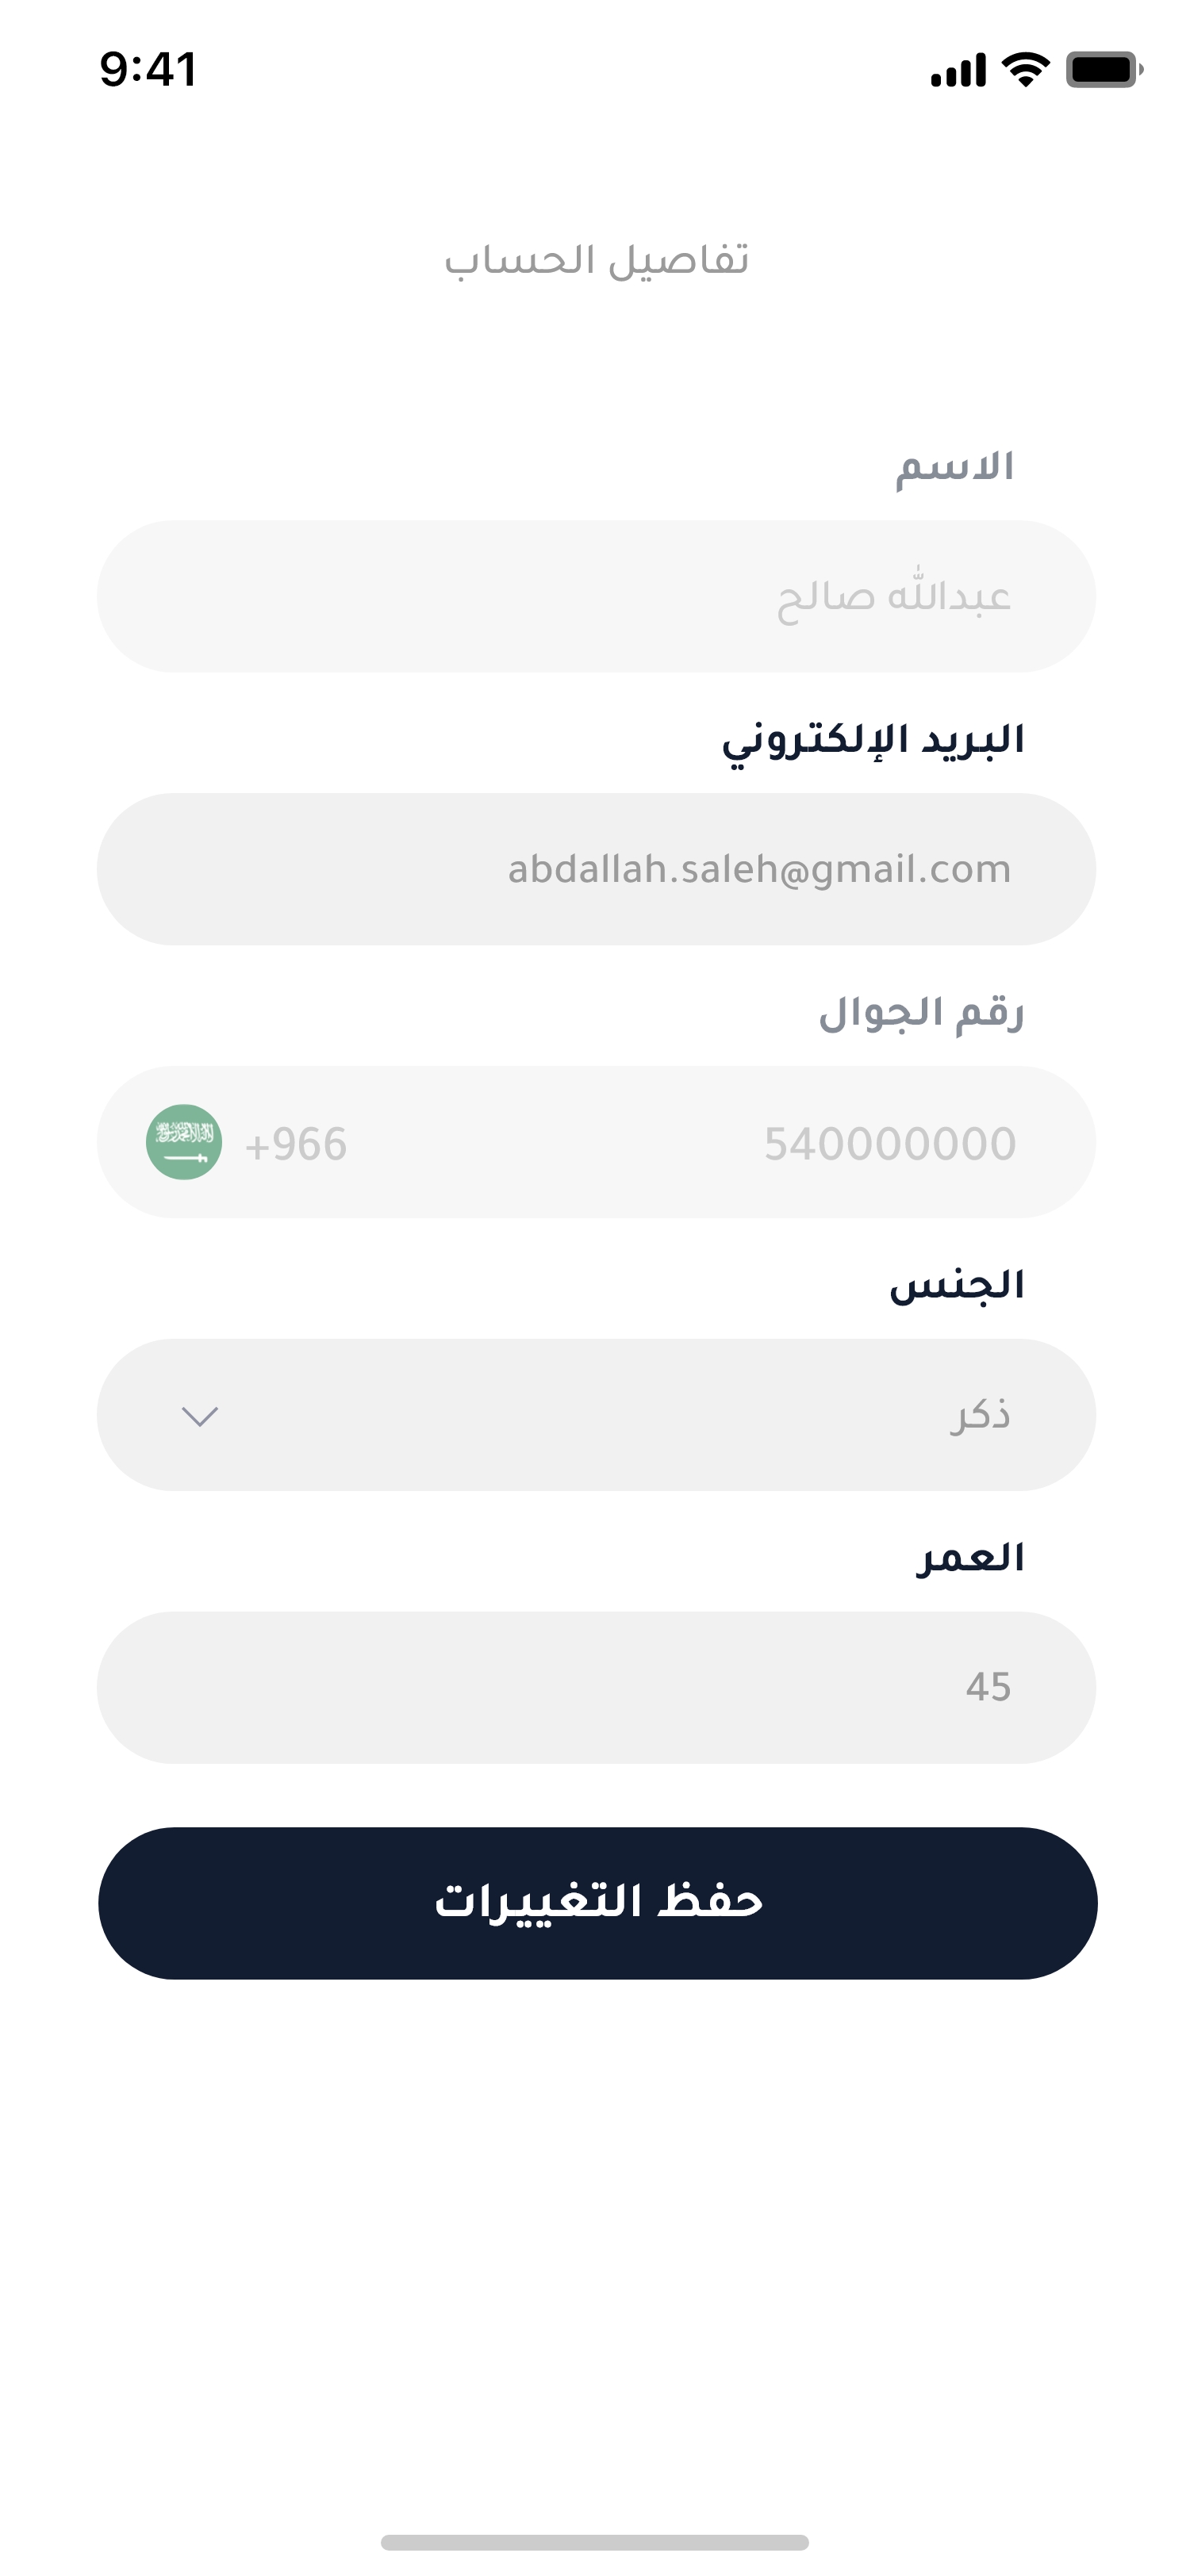 9:41
تفاصيل الحساب
الاسم
عبدالله صالح
البريد الإلكتروني
abdallah.saleh@gmail.com
رقم الجوال
540000000
+966
الجنس
ذكر
العمر
45
حفظ التغييرات